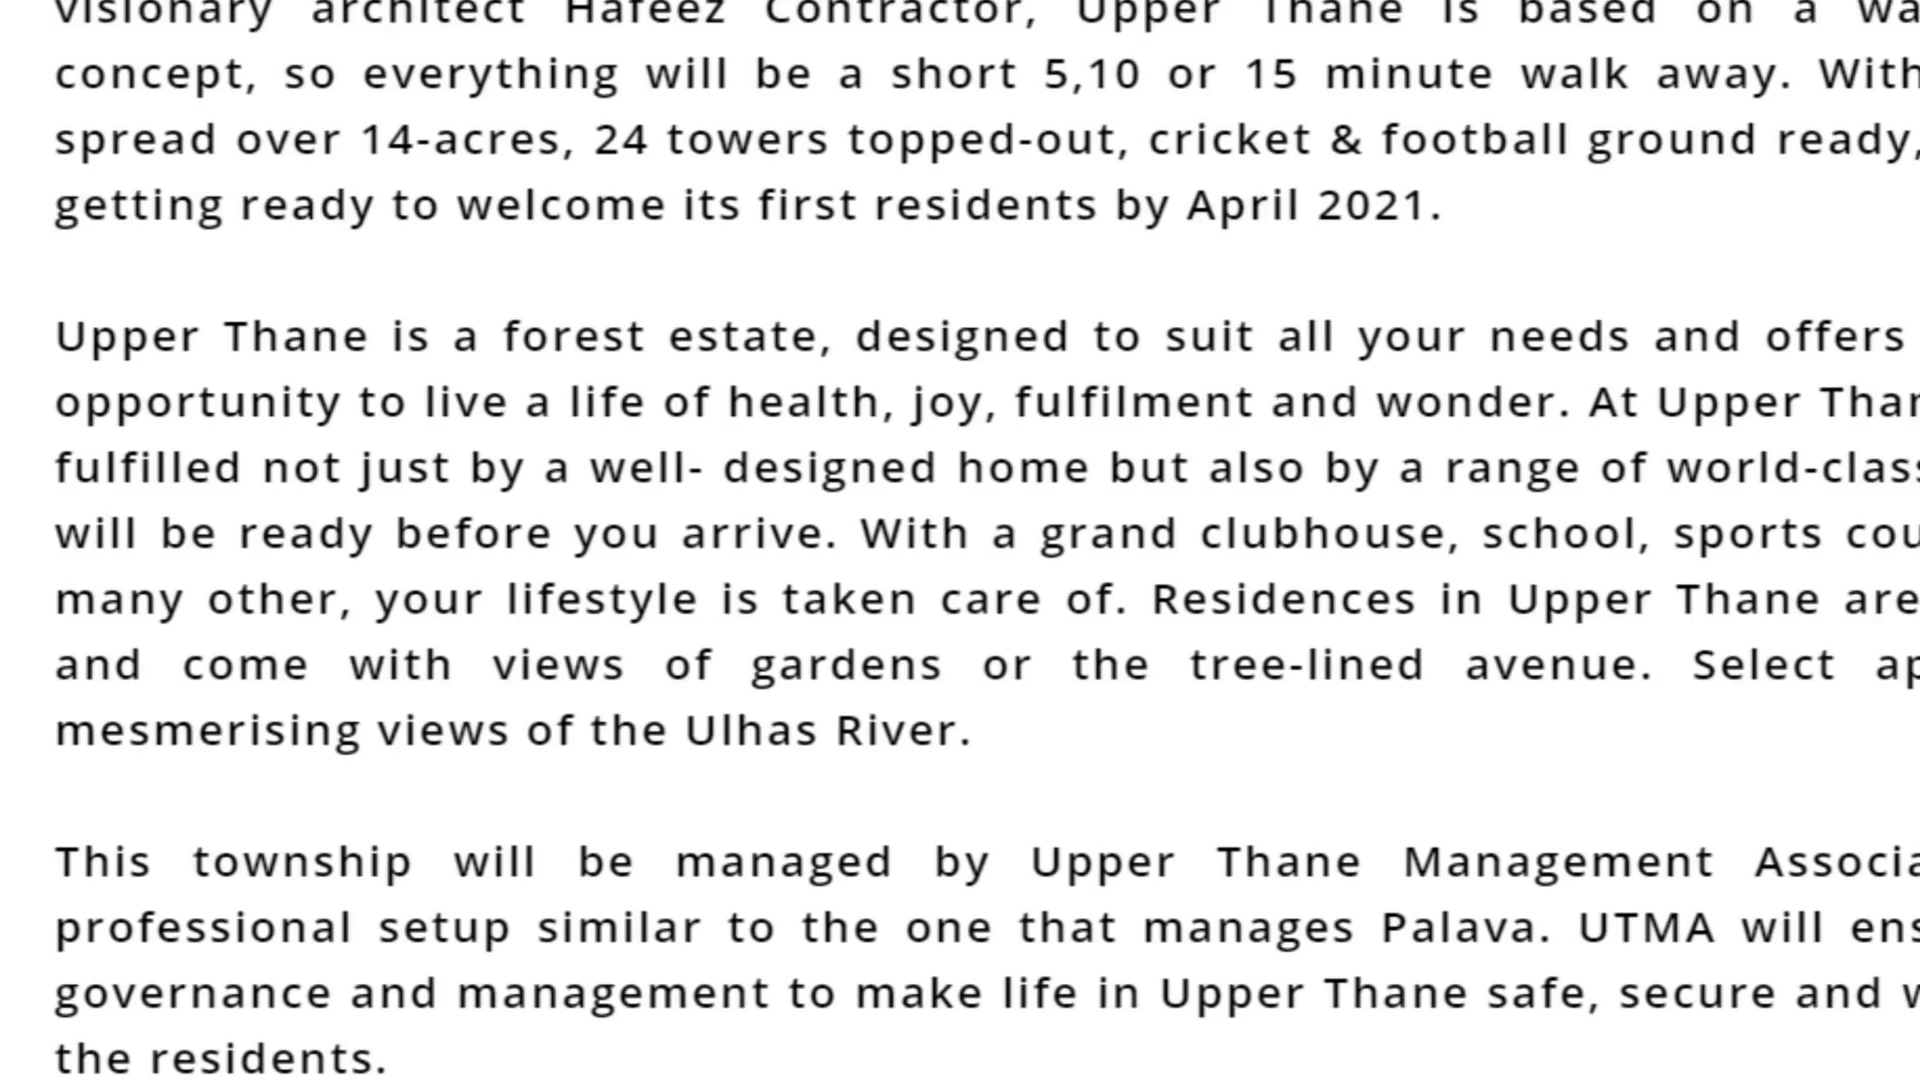 visionary architect Hafeez Contractor, Upper Thane is based on a
concept, so everything will be a short 5,10 or 15 minute walk away. With
spread over 14-acres, 24 towers topped-out, cricket & football ground ready,
getting ready to welcome its first residents by April 2021.
Upper Thane is a forest estate, designed to suit all your needs and offers
opportunity to live a life of health, joy, fulfilment and wonder. At Upper
fulfilled not just by a well- designed home but also by a range of
will be ready before you arrive. With a grand clubhouse, school, sports
many other, your lifestyle is taken care of. Residences in Upper Thane are
and come with views of gardens or the tree-lined avenue. Select
mesmerising views of the Ulhas River.
This township will be managed by Upper Thane Management
professional setup similar to the one that manages Palava. UTMA will
governance and management to make life in Upper Thane safe, secure and
the residents.